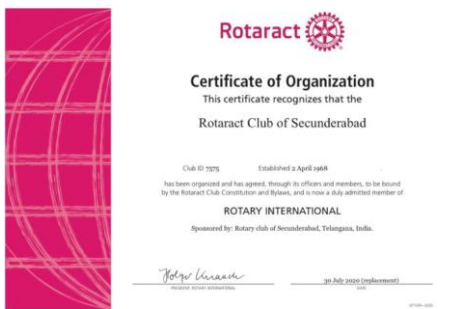 Rotaract
Certificate of Organization
This certificate recognizes that the
Rotaract Club of Secunderabad
Club ID 7575 Established 2 April 1968
has been organized and has agreed, through its officers and members, to be bound
by the Rotaract Club Constitution and Bylaws, and is now a duly admitted member of
ROTARY INTERNATIONAL
Sponsored by: Rotary club of Secunderabad, Telangana, India.
Holger Knaack
30 July 2020 (replacement)
PRESIDENT, ROTARY INTERNATIONAL DATE